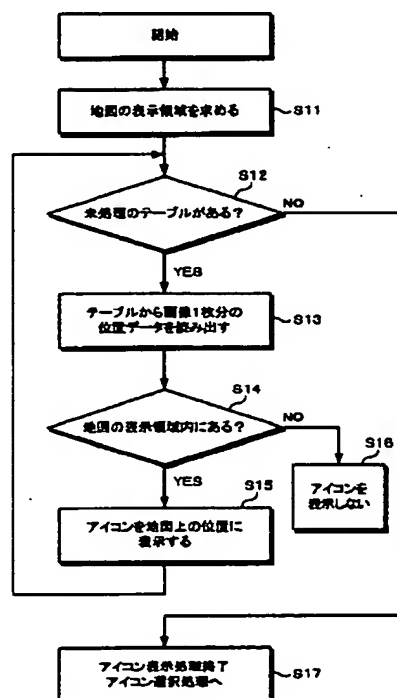 開始
地図の表示領域を求める
S11
S12
未処理のテーブルがある?
NO
YES
テーブルから画像1枚分の
位置データを読み出す
S13
S14
地図の表示領域内にある?
NO
S16
YES
アイコンを
表示しない
S15
アイコンを地図上の位置に
表示する
アイコン表示処理終了
アイコン選択処理へ
S17